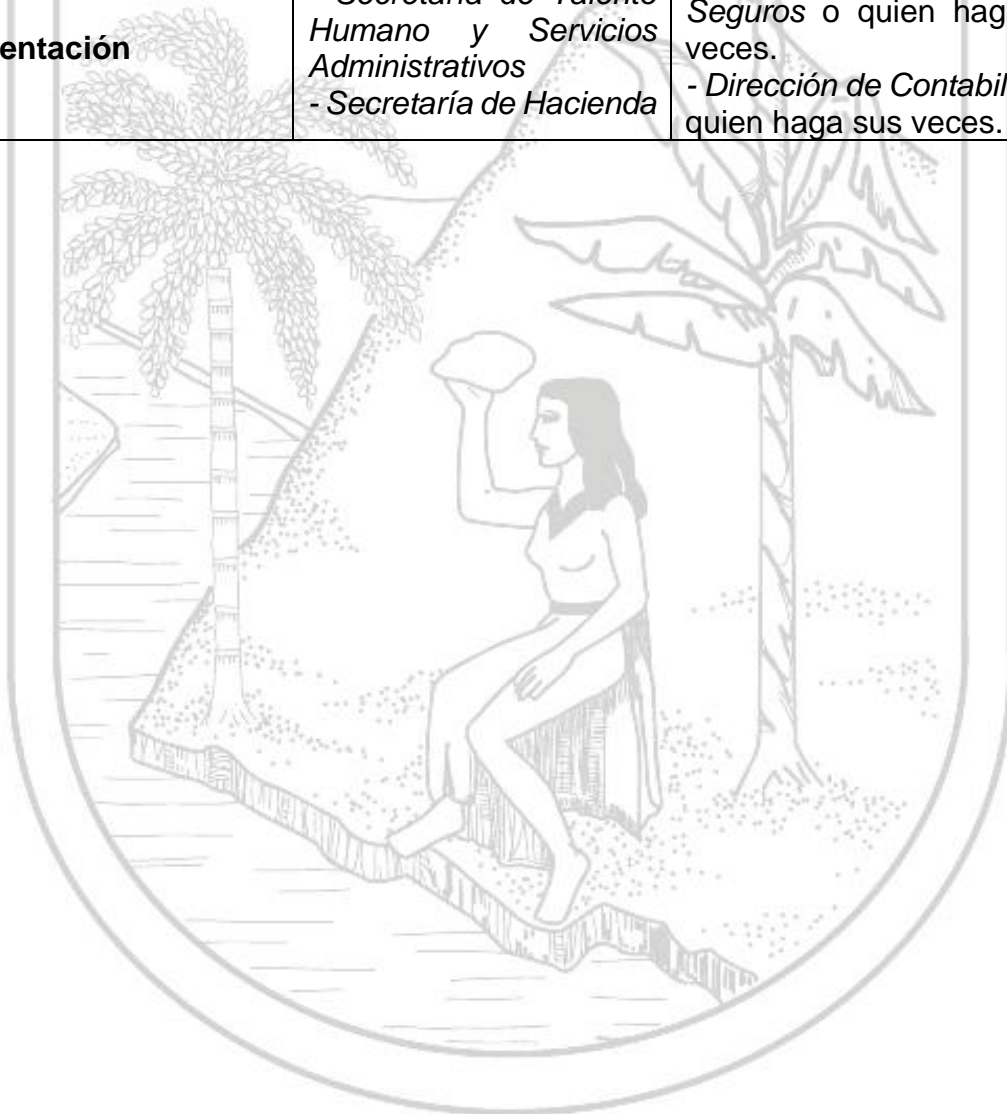 entación
Humano y Servicios
Administrativos
- Secretaría de Hacienda
Seguros o quien hag
veces.
- Dirección de Contabil
quien haga sus veces.